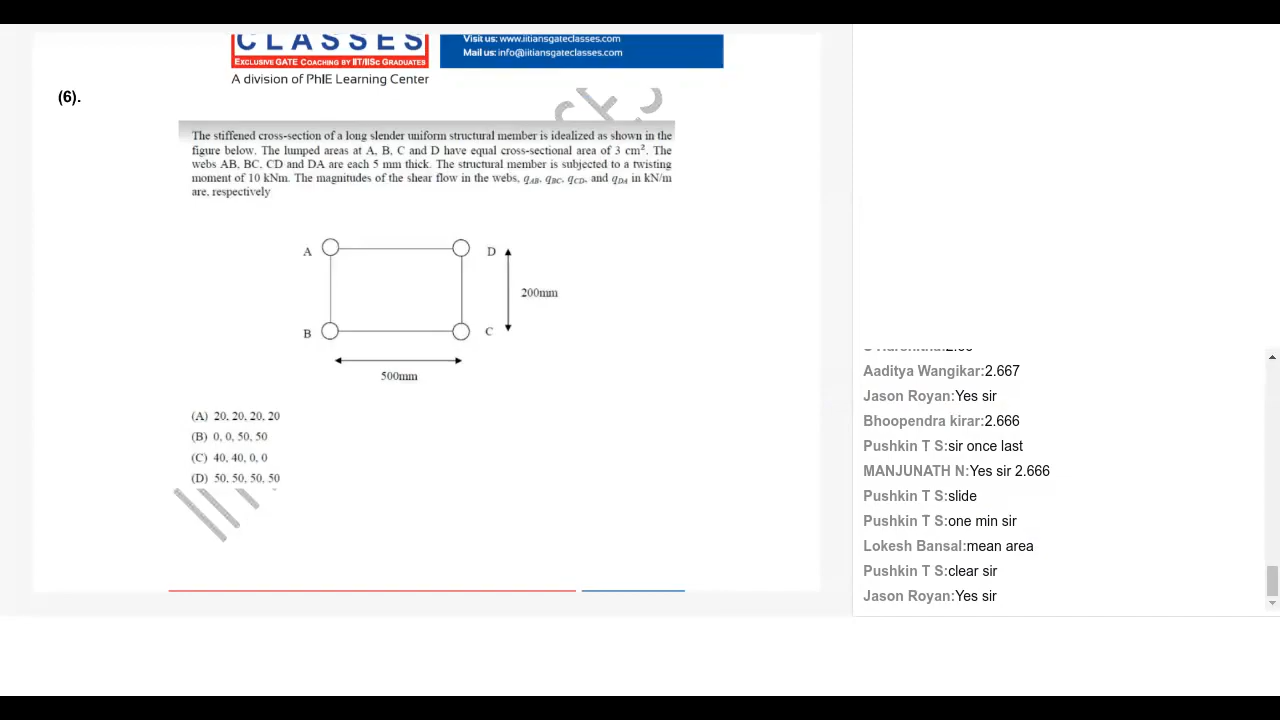 CLASSES
EXCLUSIVE GATE COACHING BY IIT/IISc GRADUATES
Visit us: www.iitiansgateclasses.com
Mail us: info@iitiansgateclasses.com
A division of PhIE Learning Center
(6).
The stiffened cross-section of a long slender uniform structural member is idealized as shown in the
figure below. The lumped areas at A, B, C and D have equal cross-sectional area of 3 cm². The
webs AB, BC, CD and DA are each 5 mm thick. The structural member is subjected to a twisting
moment of 10 kNm. The magnitudes of the shear flow in the webs, qAB, qBC, qCD, and qDA in kN/m
are, respectively
A
D
200mm
B
C
500mm
(A) 20, 20, 20, 20
(B) 0, 0, 50, 50
(C) 40, 40, 0, 0
(D) 50, 50, 50, 50
Aaditya Wangikar:2.667
Jason Royan:Yes sir
Bhoopendra kirar:2.666
Pushkin T S:sir once last
MANJUNATH N:Yes sir 2.666
Pushkin T S:slide
Pushkin T S:one min sir
Lokesh Bansal:mean area
Pushkin T S:clear sir
Jason Royan:Yes sir